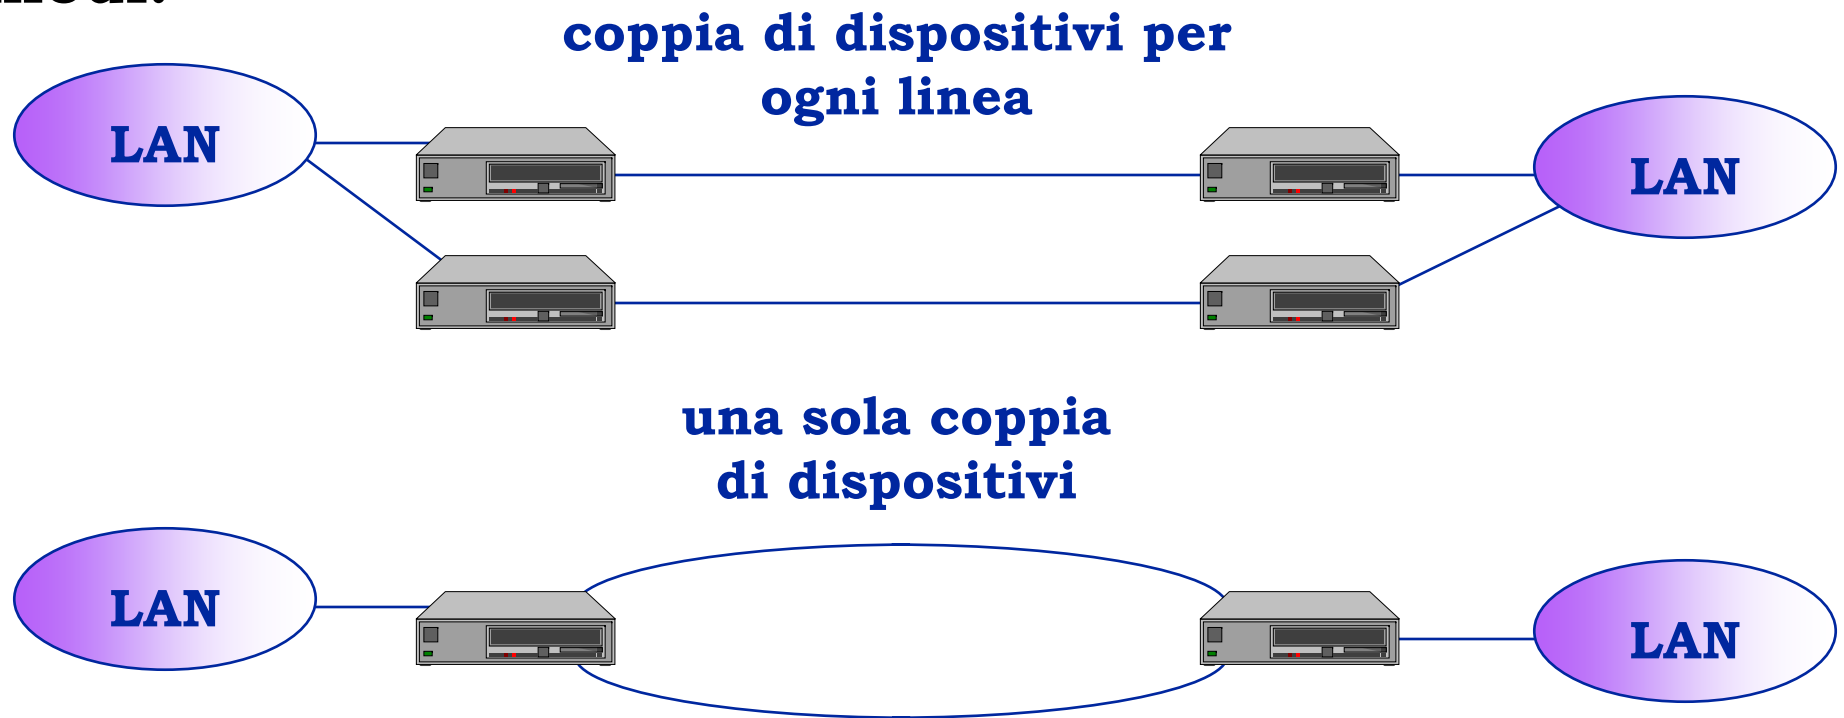 coppia di dispositivi per
ogni linea
LAN
LAN
una sola coppia
di dispositivi
LAN
LAN